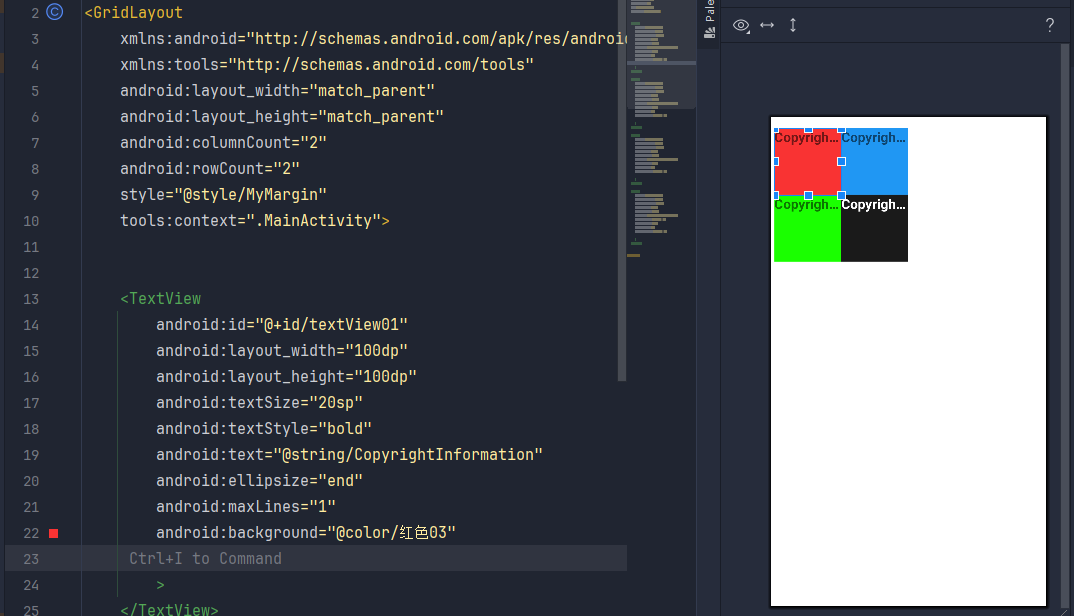 2 <GridLayout
3 xmlns:android="http://schemas.android.com/apk/res/androi
4 xmlns:tools="http://schemas.android.com/tools"
5 android:layout_width="match_parent"
6 android:layout_height="match_parent"
7 android:columnCount="2"
8 android:rowCount="2"
9 style="@style/MyMargin"
10 tools:context=".MainActivity">
11
12
13 <TextView
14 android:id="@+id/textView01"
15 android:layout_width="100dp"
16 android:layout_height="100dp"
17 android:textSize="20sp"
18 android:textStyle="bold"
19 android:text="@string/CopyrightInformation"
20 android:ellipsize="end"
21 android:maxLines="1"
22 android:background="@color/红色03"
23 Ctrl+I to Command
24 >
25 </TextView>
Pale
?
Copyrigh... Copyrigh...
Copyrigh... Copyrigh...